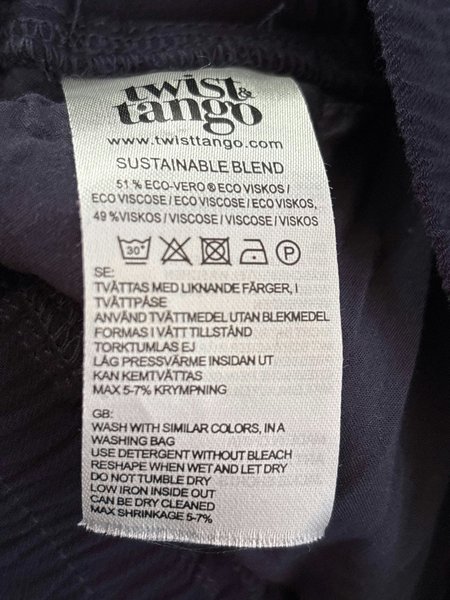 twist&
tango
www.twisttango.com
SUSTAINABLE BLEND
51 % ECO-VERO ® ECO VISKOS /
ECO VISCOSE / ECO VISCOSE / ECO VISKOS,
49 % VISKOS / VISCOSE / VISCOSE / VISKOS
30°
P
SE:
TVÄTTAS MED LIKNANDE FÄRGER, I
TVÄTTPÅSE
ANVÄND TVÄTTMEDEL UTAN BLEKMEDEL
FORMAS I VÅTT TILLSTÅND
TORKTUMLAS EJ
LÅG PRESSVÄRME INSIDAN UT
KAN KEMTVÄTTAS
MAX 5-7% KRYMPNING
GB:
WASH WITH SIMILAR COLORS, IN A
WASHING BAG
USE DETERGENT WITHOUT BLEACH
RESHAPE WHEN WET AND LET DRY
DO NOT TUMBLE DRY
LOW IRON INSIDE OUT
CAN BE DRY CLEANED
MAX SHRINKAGE 5-7%